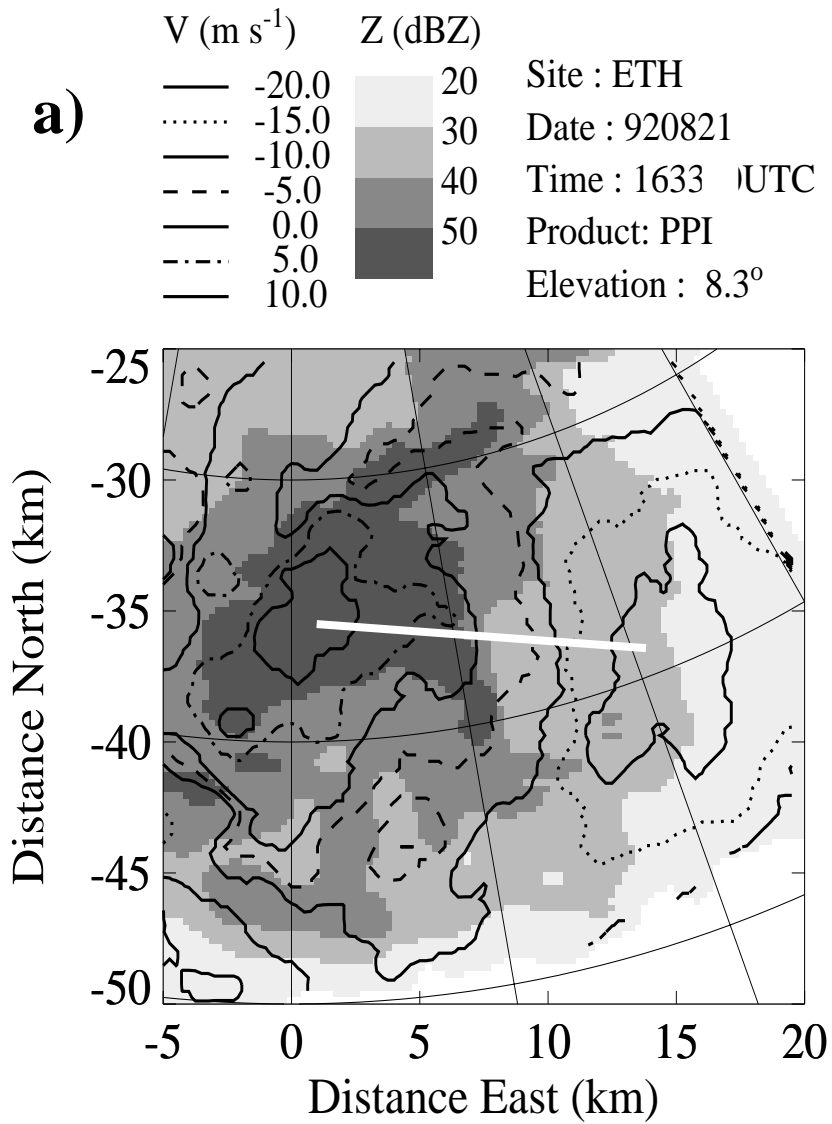 a)
V (m s-1)
-20.0
-15.0
-10.0
-5.0
0.0
5.0
10.0
Z (dBZ)
20
30
40
50
Site : ETH
Date : 920821
Time : 1633 UTC
Product: PPI
Elevation : 8.3o
Distance North (km)
-25
-30
-35
-40
-45
-50
-5 0 5 10 15 20
Distance East (km)